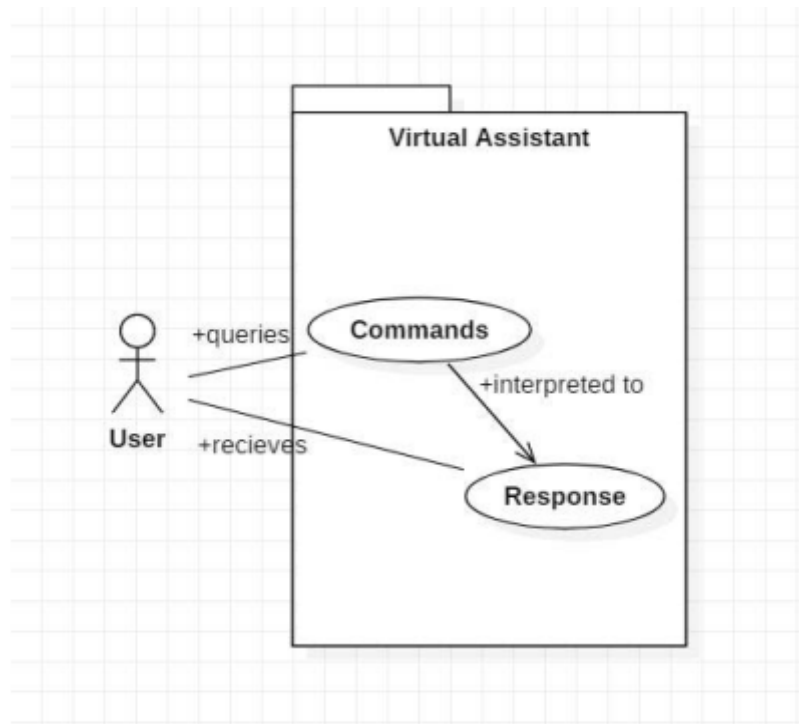 Virtual Assistant
+queries
Commands
+interpreted to
User
+recieves
Response